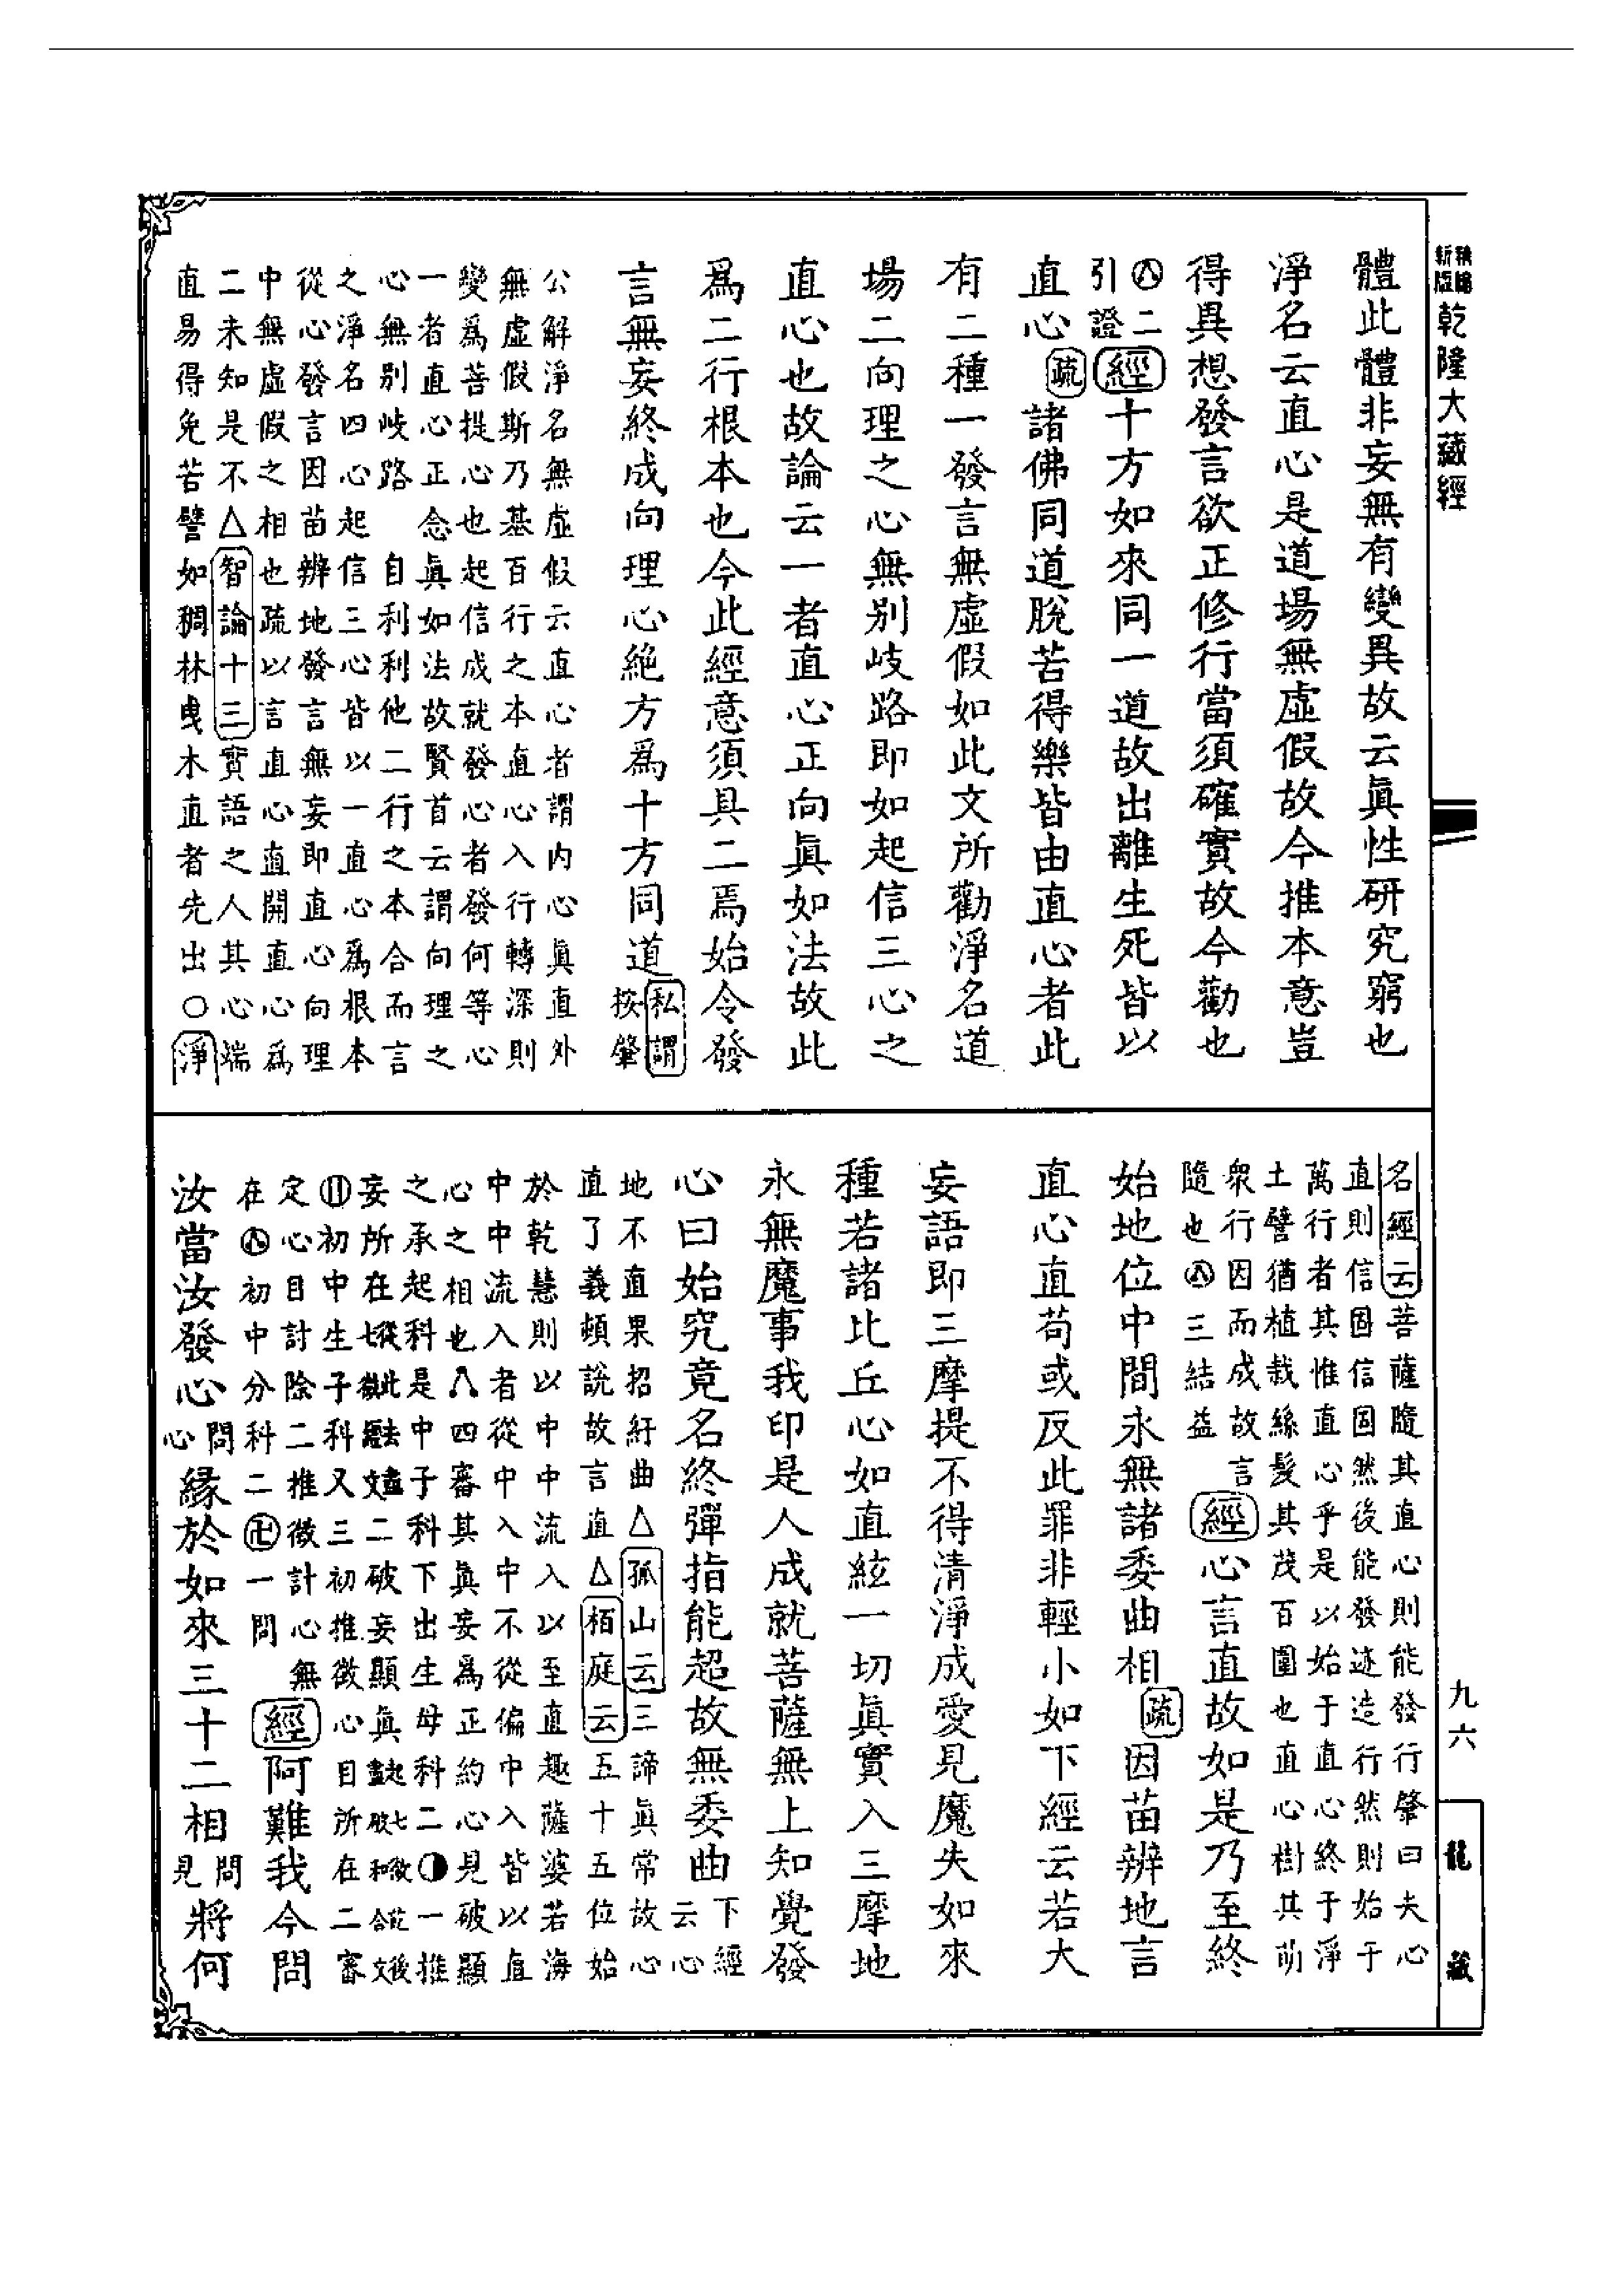 新版
乾隆大藏經
體此體非妄無有變異故云眞性研究窮也
淨名云直心是道場無虛假故今推本意豈
得異想發言欲正修行當須確實故今勸也
㊇二
引證
經十方如來同一道故出離生死皆以
直心疏諸佛同道脫苦得樂皆由直心者此
有二種一發言無虛假如此文所勸淨名道
場二向理之心無別岐路即如起信三心之
直心也故論云一者直心正向眞如法故此
爲二行根本也今此經意須具二焉始令發
言無妄終成向理心絶方爲十方同道私謂
按肇
公解淨名無虛假云直心者謂内心眞直外
無虛假斯乃基百行之本直心入行轉深則
變爲菩提心也起信成就發心者發何等心
一者直心正念眞如法故賢首云謂向理之
心無別岐路 自利利他二行之本合而言
之淨名四心起信三心皆以一直心爲根本
從心發言因苗辨地發言無妄即直心向理
中無虛假之相也疏以言直心直開直心爲
二未知是不△智論十三實語之人其心端
直易得免苦譬如稠林曳木直者先出○淨
名經云菩薩隨其直心則能發行肇曰夫心
直則信固信固然後能發迹造行然則始于
萬行者其惟直心乎是以始于直心終于淨
土譬猶植栽絲髮其茂百圍也直心樹其萌
衆行因而成故言
隨也㊇三結益
經心言直故如是乃至終
始地位中間永無諸委曲相疏因苗辨地言
直心直苟或反此罪非輕小如下經云若大
妄語即三摩提不得清淨成愛見魔失如來
種若諸比丘心如直絃一切眞實入三摩地
永無魔事我印是人成就菩薩無上知覺發
心曰始究竟名終彈指能超故無委曲下經
云心
地不直果招紆曲△孤山云三諦眞常故心
直了義頓說故言直△栢庭云五十五位始
於乾慧則以中中流入以至直趣薩婆若海
中中流入者從中入中不從偏中入皆以直
心之相也八四審其眞妄爲正約心見破顯
之承起科是中子科下出生母科二◑一推
妄所在二破妄顯眞
㊐初中生子科又三初推徴心目所在二審
定心目討除二推徴計心無
在㊇初中分科二卍一問
經阿難我今問
汝當汝發心問
心縁於如來三十二相問
見將何
九六
龍藏